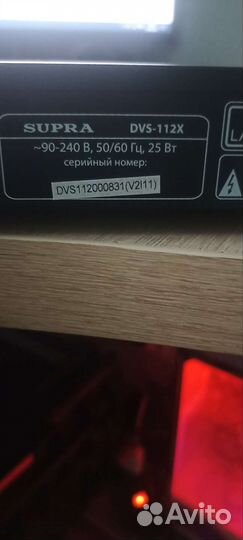 SUPRA DVS-112X
~90-240 В, 50/60 Гц, 25 Вт
серийный номер:
DVS112000831(V2I11)
Avito